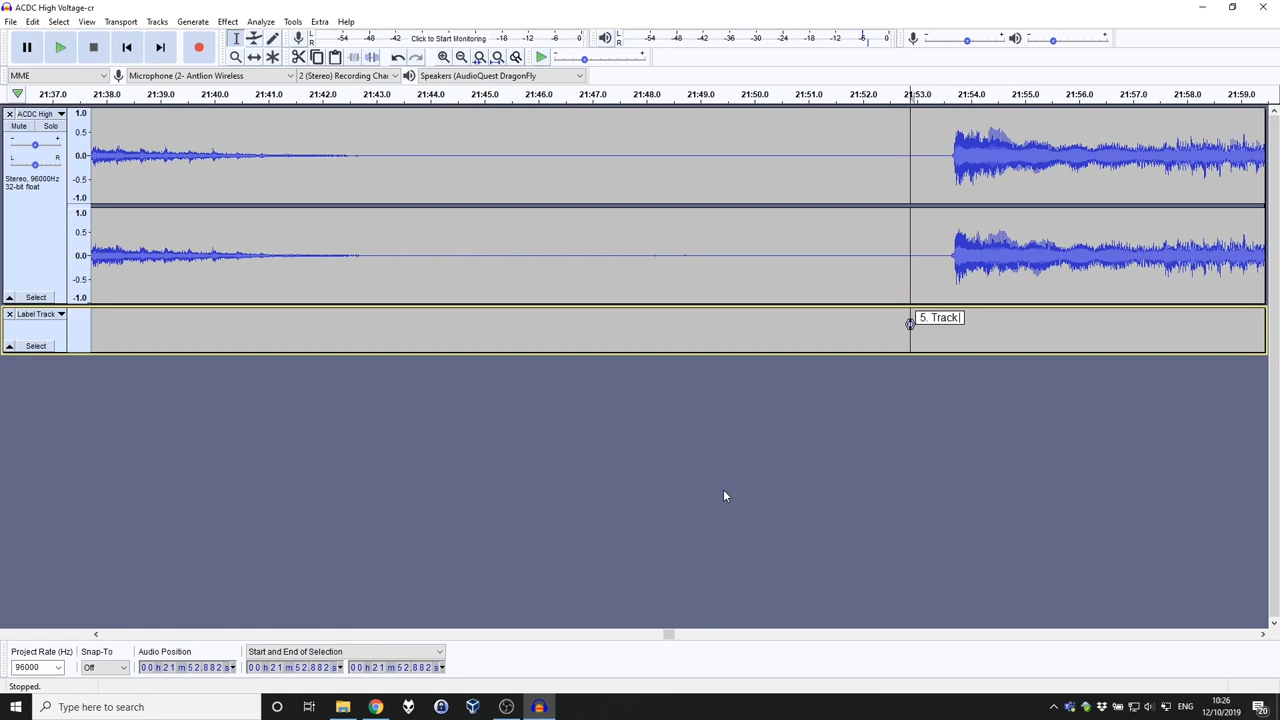 ACDC High Voltage-cr
File Edit Select View Transport Tracks Generate Effect Analyze Tools Extra Help
L R -54 -48 -42 Click to Start Monitoring -18 -12 -6 0 L R -54 -48 -42 -36 -30 -24 -18 -12 -6 0 - + - +
- +
MME Microphone (2- Antlion Wireless 2 (Stereo) Recording Chai Speakers (AudioQuest DragonFly
21:37.0 21:38.0 21:39.0 21:40.0 21:41.0 21:42.0 21:43.0 21:44.0 21:45.0 21:46.0 21:47.0 21:48.0 21:49.0 21:50.0 21:51.0 21:52.0 21:53.0 21:54.0 21:55.0 21:56.0 21:57.0 21:58.0 21:59.0
ACDC High
Mute Solo
- +
L R
Stereo, 96000Hz
32-bit float
Select
1.0
0.5
0.0
-0.5
-1.0
1.0
0.5
0.0
-0.5
-1.0
Label Track
Select
5. Track
Project Rate (Hz) Snap-To Audio Position Start and End of Selection
96000 Off 00 h 21 m 52.882 s 00 h 21 m 52.882 s 00 h 21 m 52.882 s
Stopped.
Type here to search
ENG
10:26
12/10/2019
20